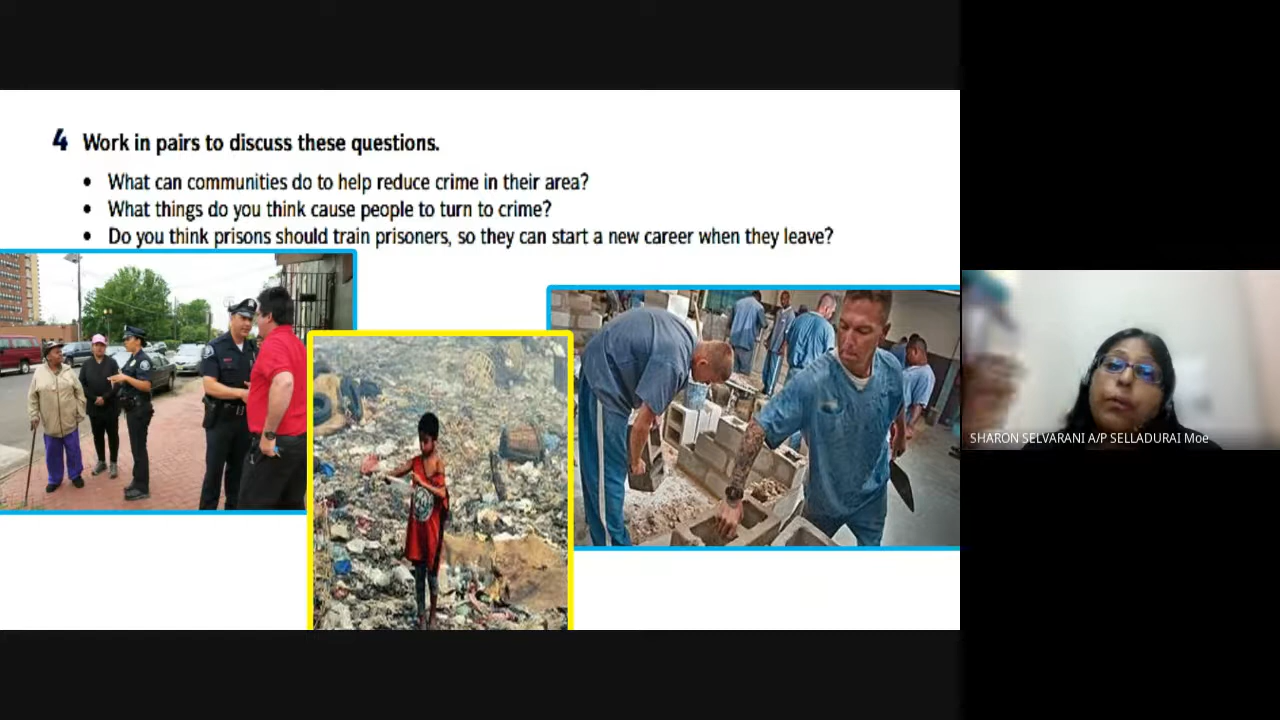 4 Work in pairs to discuss these questions.
• What can communities do to help reduce crime in their area?
• What things do you think cause people to turn to crime?
• Do you think prisons should train prisoners, so they can start a new career when they leave?
SHARON SELVARANI A/P SELLADURAI Moe